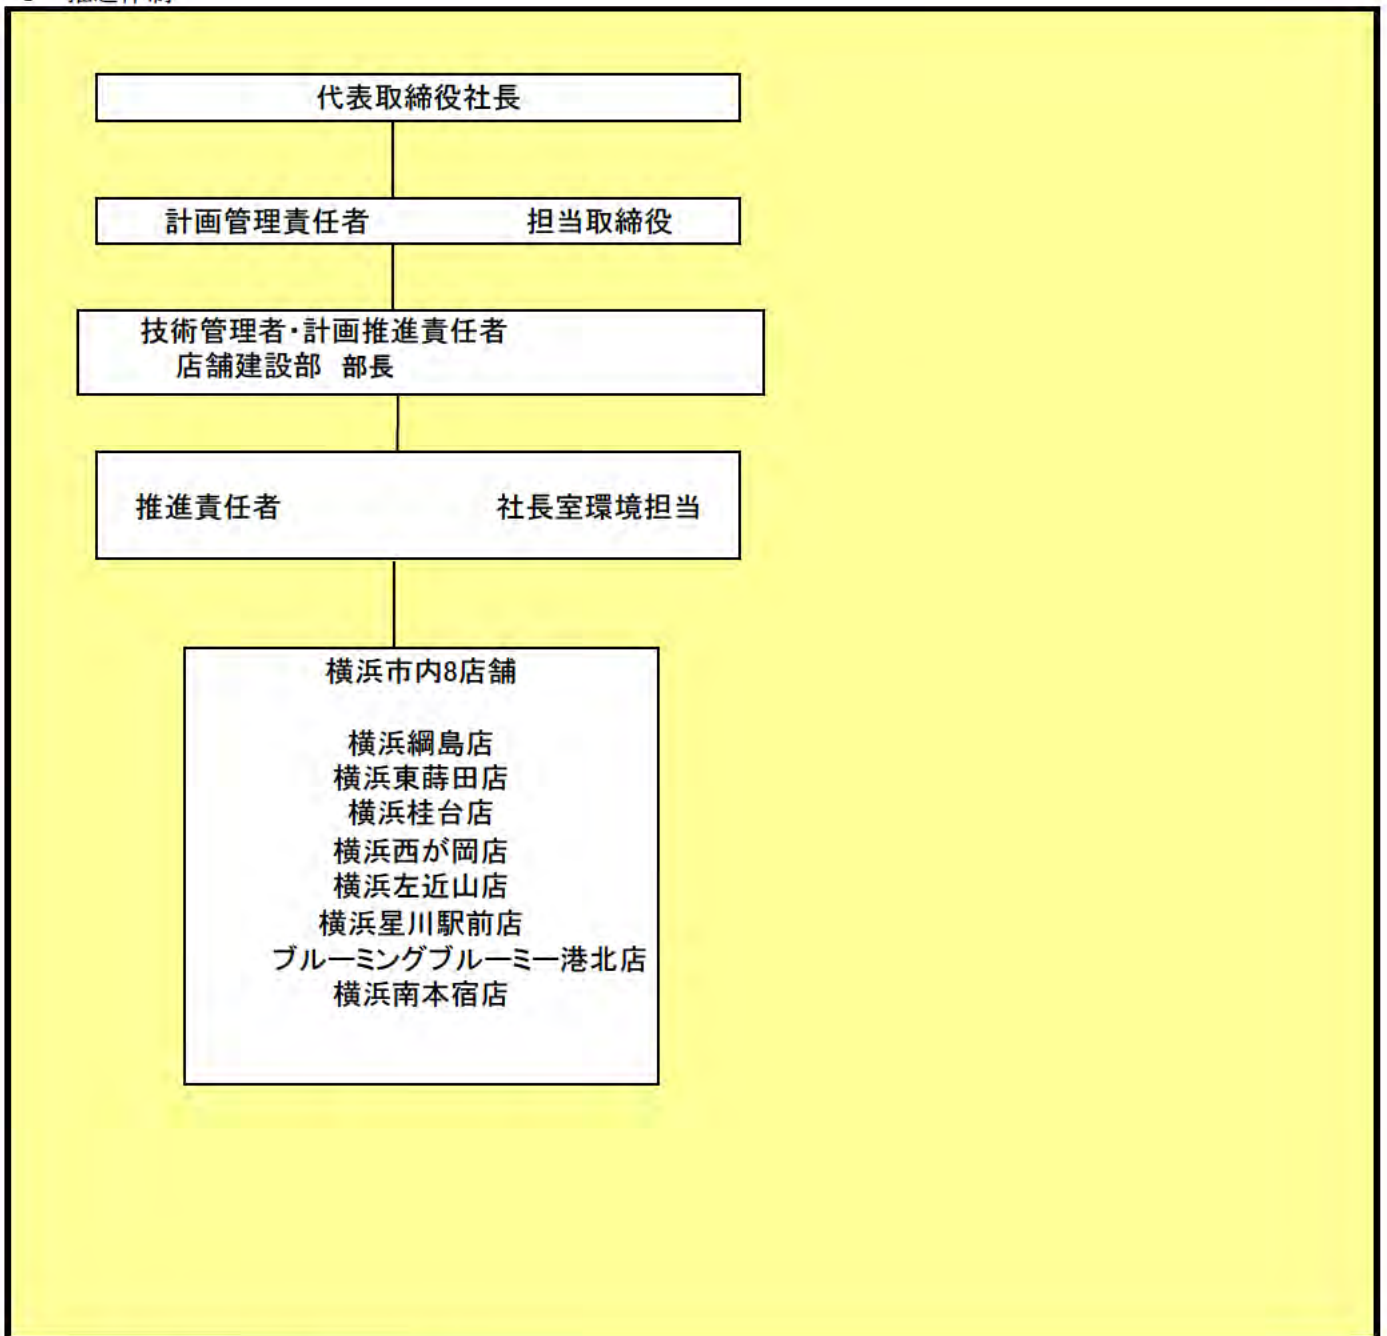 代表取締役社長
計画管理責任者 担当取締役
技術管理者・計画推進責任者
店舗建設部 部長
推進責任者 社長室環境担当
横浜市内8店舗
横浜綱島店
横浜東蒔田店
横浜桂台店
横浜西が岡店
横浜左近山店
横浜星川駅前店
ブルーミングブルーミー港北店
横浜南本宿店